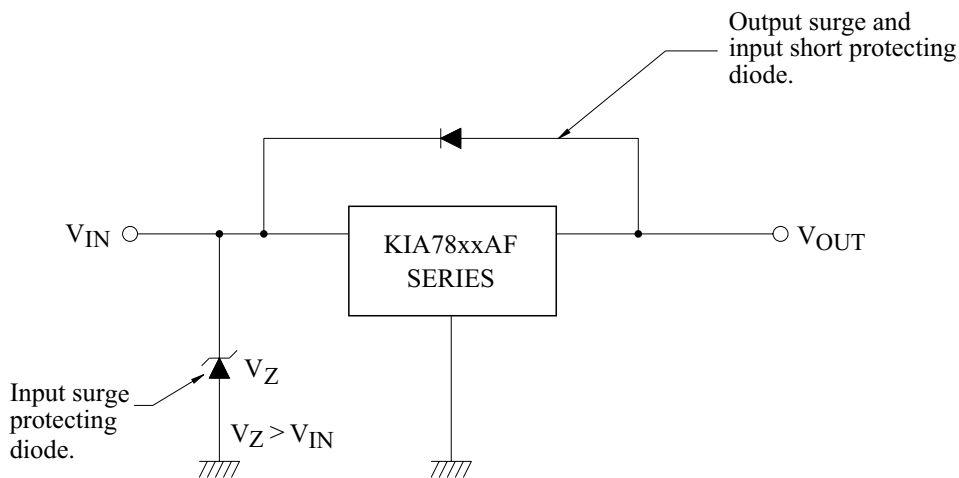 Output surge and
input short protecting
diode.
V_IN
KIA78xxAF
SERIES
V_OUT
V_Z
Input surge
protecting
diode.
V_Z > V_IN